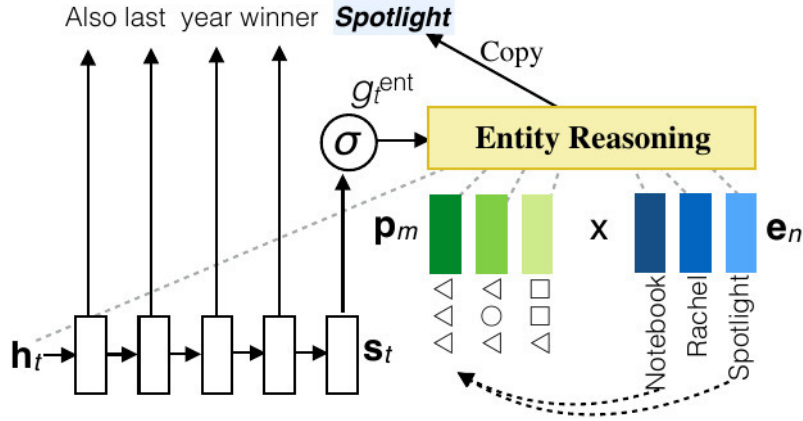 Also last year winner Spotlight
Copy
g_t^ent
σ
Entity Reasoning
p_m
x
e_n
Notebook
Rachel
Spotlight
h_t
s_t